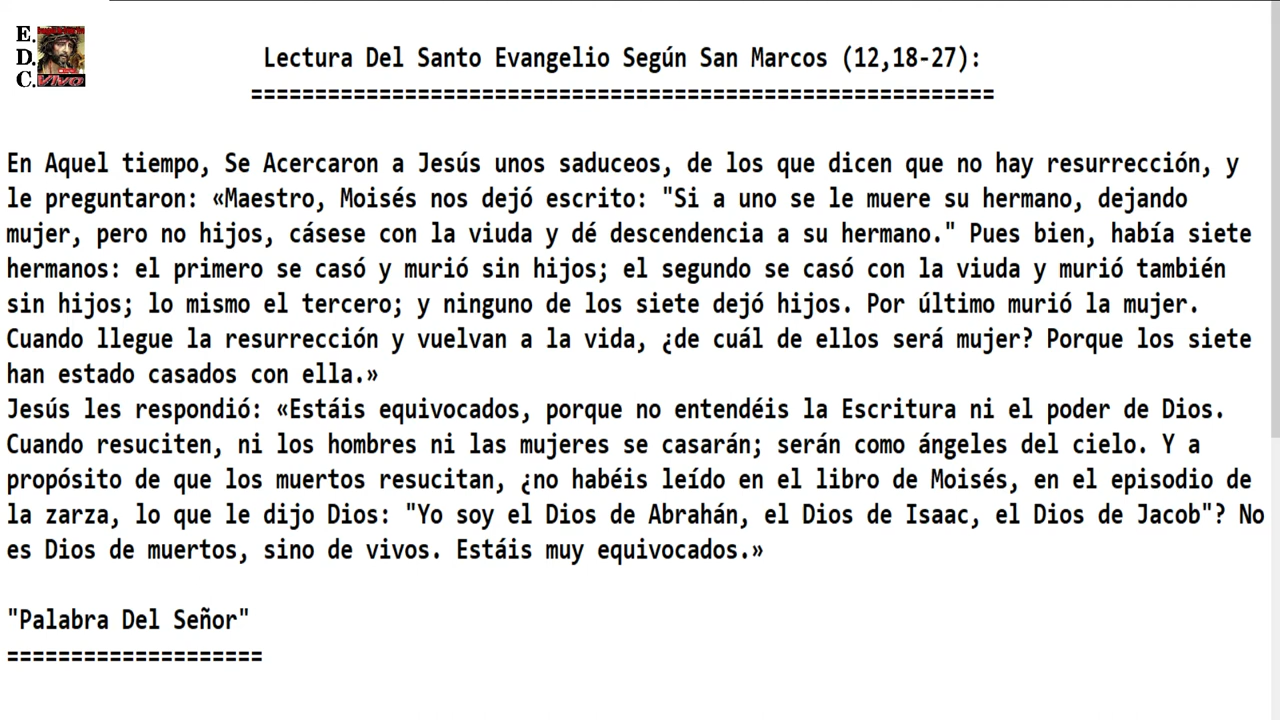 E.
D.
C.
Vivo
Lectura Del Santo Evangelio Según San Marcos (12,18-27):
==========================================================
En Aquel tiempo, Se Acercaron a Jesús unos saduceos, de los que dicen que no hay resurrección, y
le preguntaron: «Maestro, Moisés nos dejó escrito: "Si a uno se le muere su hermano, dejando
mujer, pero no hijos, cásese con la viuda y dé descendencia a su hermano." Pues bien, había siete
hermanos: el primero se casó y murió sin hijos; el segundo se casó con la viuda y murió también
sin hijos; lo mismo el tercero; y ninguno de los siete dejó hijos. Por último murió la mujer.
Cuando llegue la resurrección y vuelvan a la vida, ¿de cuál de ellos será mujer? Porque los siete
han estado casados con ella.»
Jesús les respondió: «Estáis equivocados, porque no entendéis la Escritura ni el poder de Dios.
Cuando resuciten, ni los hombres ni las mujeres se casarán; serán como ángeles del cielo. Y a
propósito de que los muertos resucitan, ¿no habéis leído en el libro de Moisés, en el episodio de
la zarza, lo que le dijo Dios: "Yo soy el Dios de Abrahán, el Dios de Isaac, el Dios de Jacob"? No
es Dios de muertos, sino de vivos. Estáis muy equivocados.»
"Palabra Del Señor"
====================